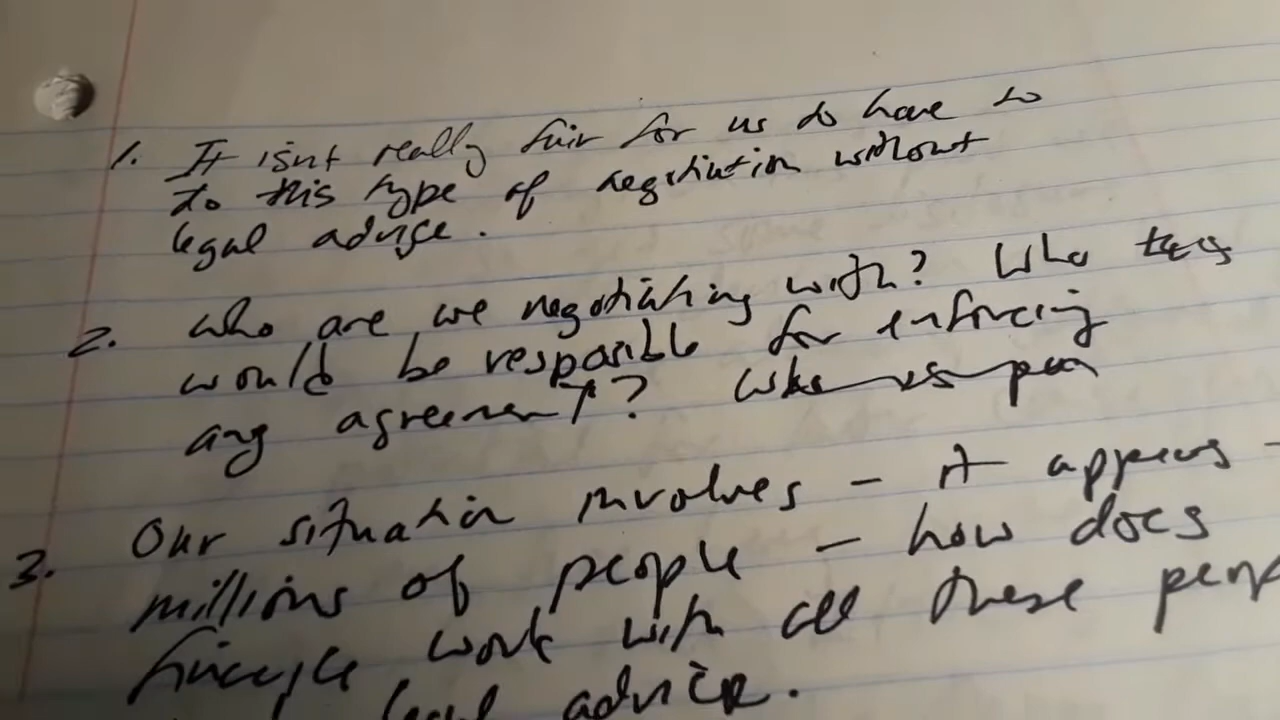 1. It isnt really fair for us to have to
do this type of negotiation without
legal advice.
2. Who are we negotiating with? Who
would be responsible for enforcing
any agreement?
3. Our situation involves - it appears -
millions of people - how does
work with all these
legal advice.